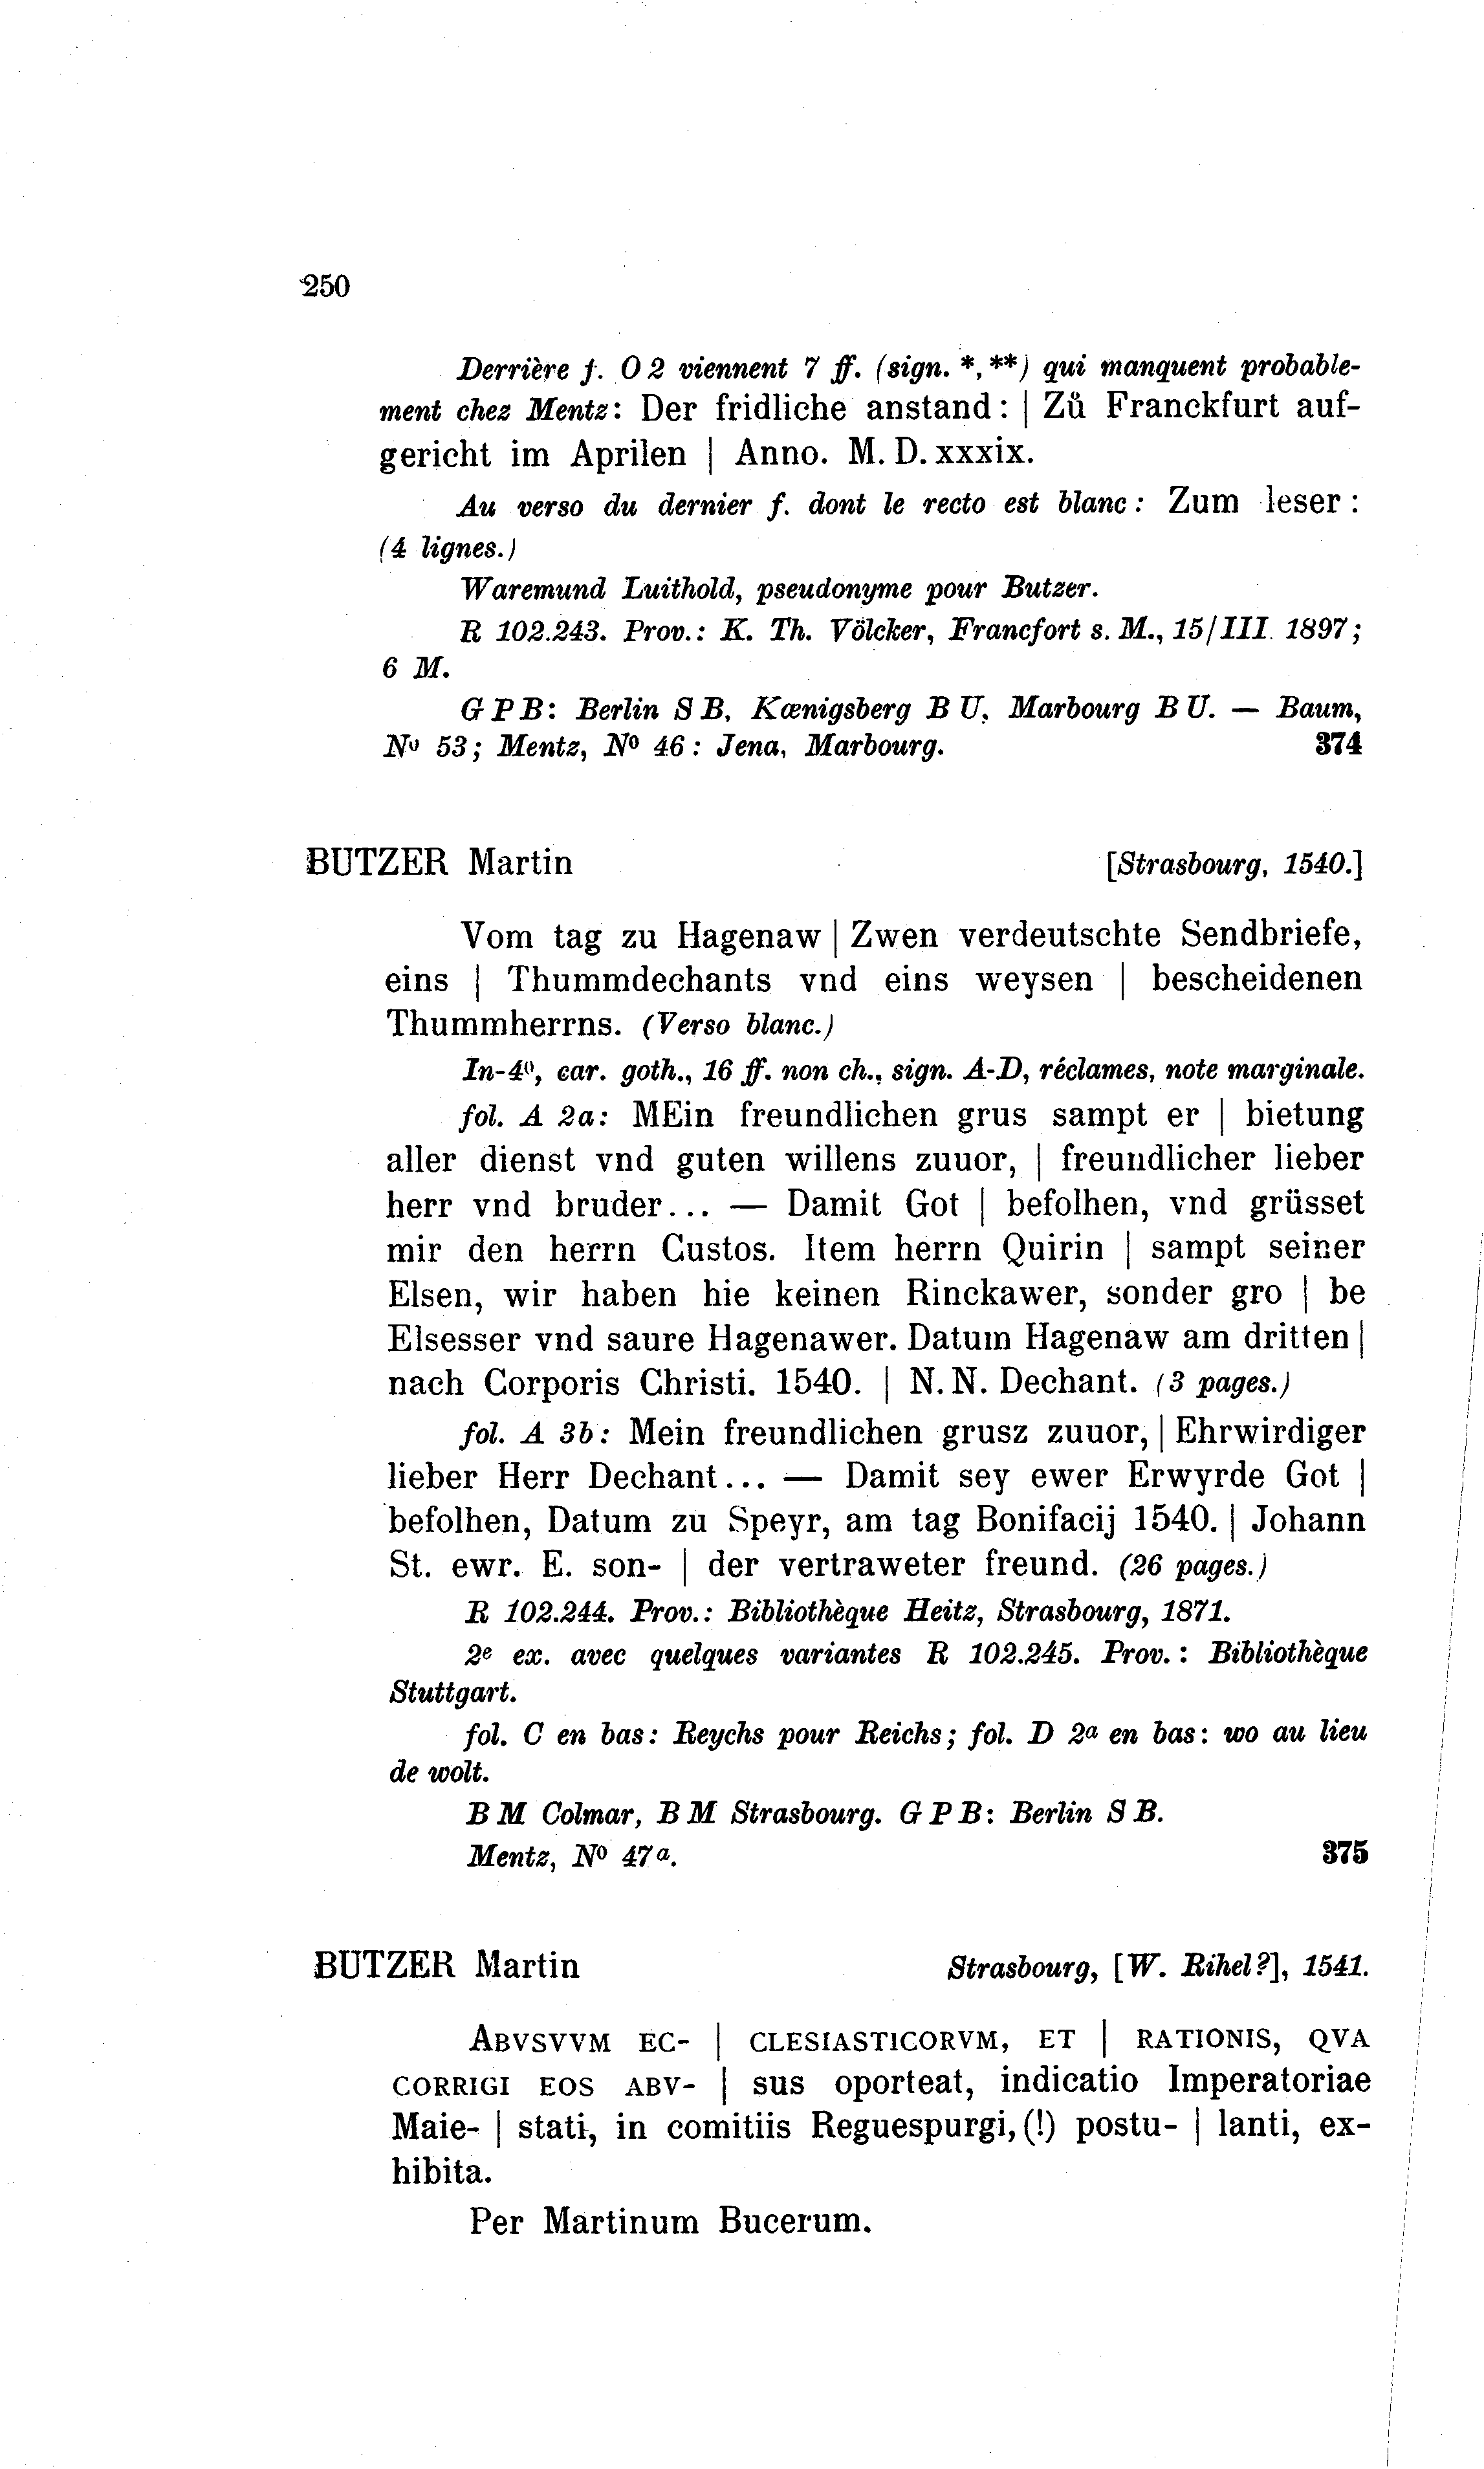 250
Derrière f. O 2 viennent 7 ff. (sign. *, **) qui manquent probable-
ment chez Mentz: Der fridliche anstand: | Zů Franckfurt auf-
gericht im Aprilen | Anno. M. D. xxxix.
Au verso du dernier f. dont le recto est blanc: Zum leser:
(4 lignes.)
Waremund Luithold, pseudonyme pour Butzer.
R 102.243. Prov.: K. Th. Völcker, Francfort s. M., 15/III. 1897;
6 M.
G P B: Berlin S B, Kœnigsberg B U, Marbourg B U. — Baum,
Nº 53; Mentz, Nº 46: Jena, Marbourg. 374
BUTZER Martin [Strasbourg, 1540.]
Vom tag zu Hagenaw | Zwen verdeutschte Sendbriefe,
eins | Thummdechants vnd eins weysen | bescheidenen
Thummherrns. (Verso blanc.)
In-4º, car. goth., 16 ff. non ch., sign. A-D, réclames, note marginale.
fol. A 2a: MEin freundlichen grus sampt er | bietung
aller dienst vnd guten willens zuuor, | freundlicher lieber
herr vnd bruder... — Damit Got | befolhen, vnd grüsset
mir den herrn Custos. Item herrn Quirin | sampt seiner
Elsen, wir haben hie keinen Rinckawer, sonder gro | be
Elsesser vnd saure Hagenawer. Datum Hagenaw am dritten |
nach Corporis Christi. 1540. | N. N. Dechant. (3 pages.)
fol. A 3b: Mein freundlichen grusz zuuor, | Ehrwirdiger
lieber Herr Dechant... — Damit sey ewer Erwyrde Got |
befolhen, Datum zu Speyr, am tag Bonifacij 1540. | Johann
St. ewr. E. son- | der vertraweter freund. (26 pages.)
R 102.244. Prov.: Bibliothèque Heitz, Strasbourg, 1871.
2e ex. avec quelques variantes R 102.245. Prov.: Bibliothèque
Stuttgart.
fol. C en bas: Reychs pour Reichs; fol. D 2a en bas: wo au lieu
de wolt.
B M Colmar, B M Strasbourg. G P B: Berlin S B.
Mentz, Nº 47a. 375
BUTZER Martin Strasbourg, [W. Rihel?], 1541.
ABVSVVM EC- | CLESIASTICORVM, ET | RATIONIS, QVA
CORRIGI EOS ABV- | sus oporteat, indicatio Imperatoriae
Maie- | stati, in comitiis Reguespurgi, (!) postu- | lanti, ex-
hibita.
Per Martinum Bucerum.